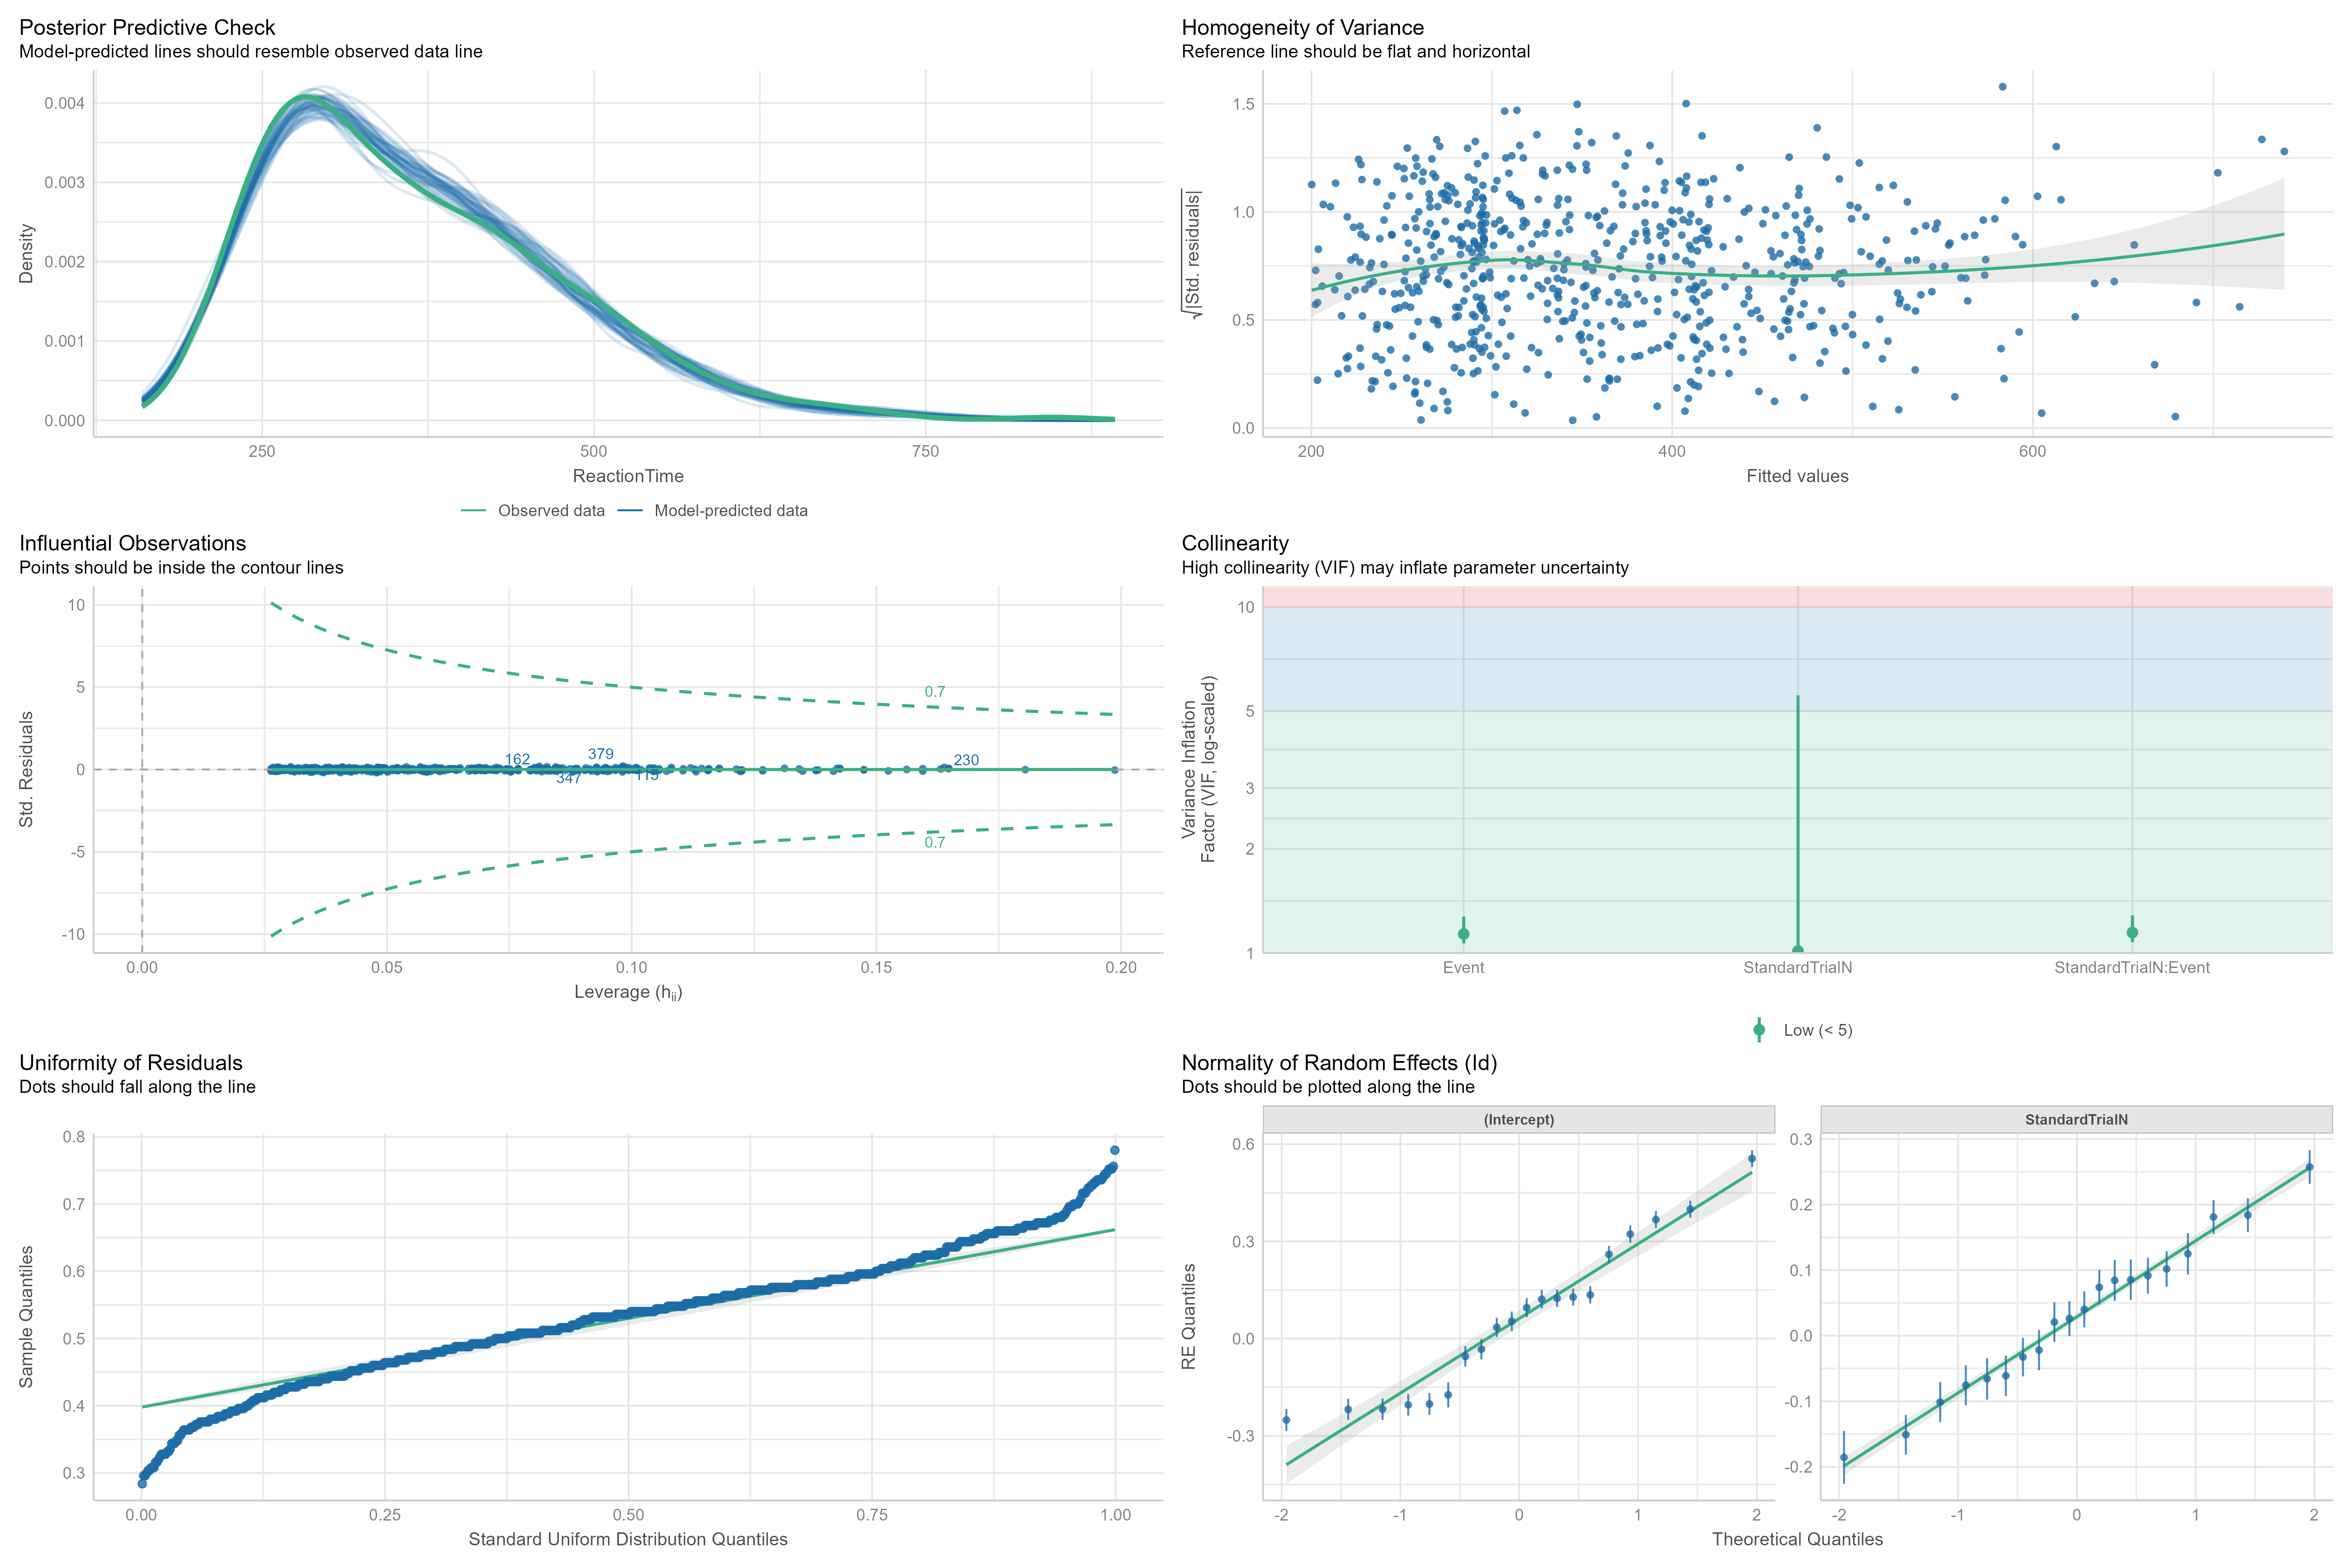 Posterior Predictive Check
Model-predicted lines should resemble observed data line
0.004
0.003
0.002
0.001
0.000
Density
250 500 750
ReactionTime
Observed data Model-predicted data
Homogeneity of Variance
Reference line should be flat and horizontal
1.5
1.0
0.5
0.0
√|Std. residuals|
200 400 600
Fitted values
Influential Observations
Points should be inside the contour lines
10
5
0
-5
-10
Std. Residuals
0.7
162 379 230
347 115
0.7
0.00 0.05 0.10 0.15 0.20
Leverage (hii)
Collinearity
High collinearity (VIF) may inflate parameter uncertainty
10
5
3
2
1
Variance Inflation
Factor (VIF, log-scaled)
Event StandardTrialN StandardTrialN:Event
Low (< 5)
Uniformity of Residuals
Dots should fall along the line
0.8
0.7
0.6
0.5
0.4
0.3
Sample Quantiles
0.00 0.25 0.50 0.75 1.00
Standard Uniform Distribution Quantiles
Normality of Random Effects (Id)
Dots should be plotted along the line
(Intercept) StandardTrialN
0.6
0.3
0.0
-0.3
RE Quantiles
0.3
0.2
0.1
0.0
-0.1
-0.2
-2 -1 0 1 2 -2 -1 0 1 2
Theoretical Quantiles